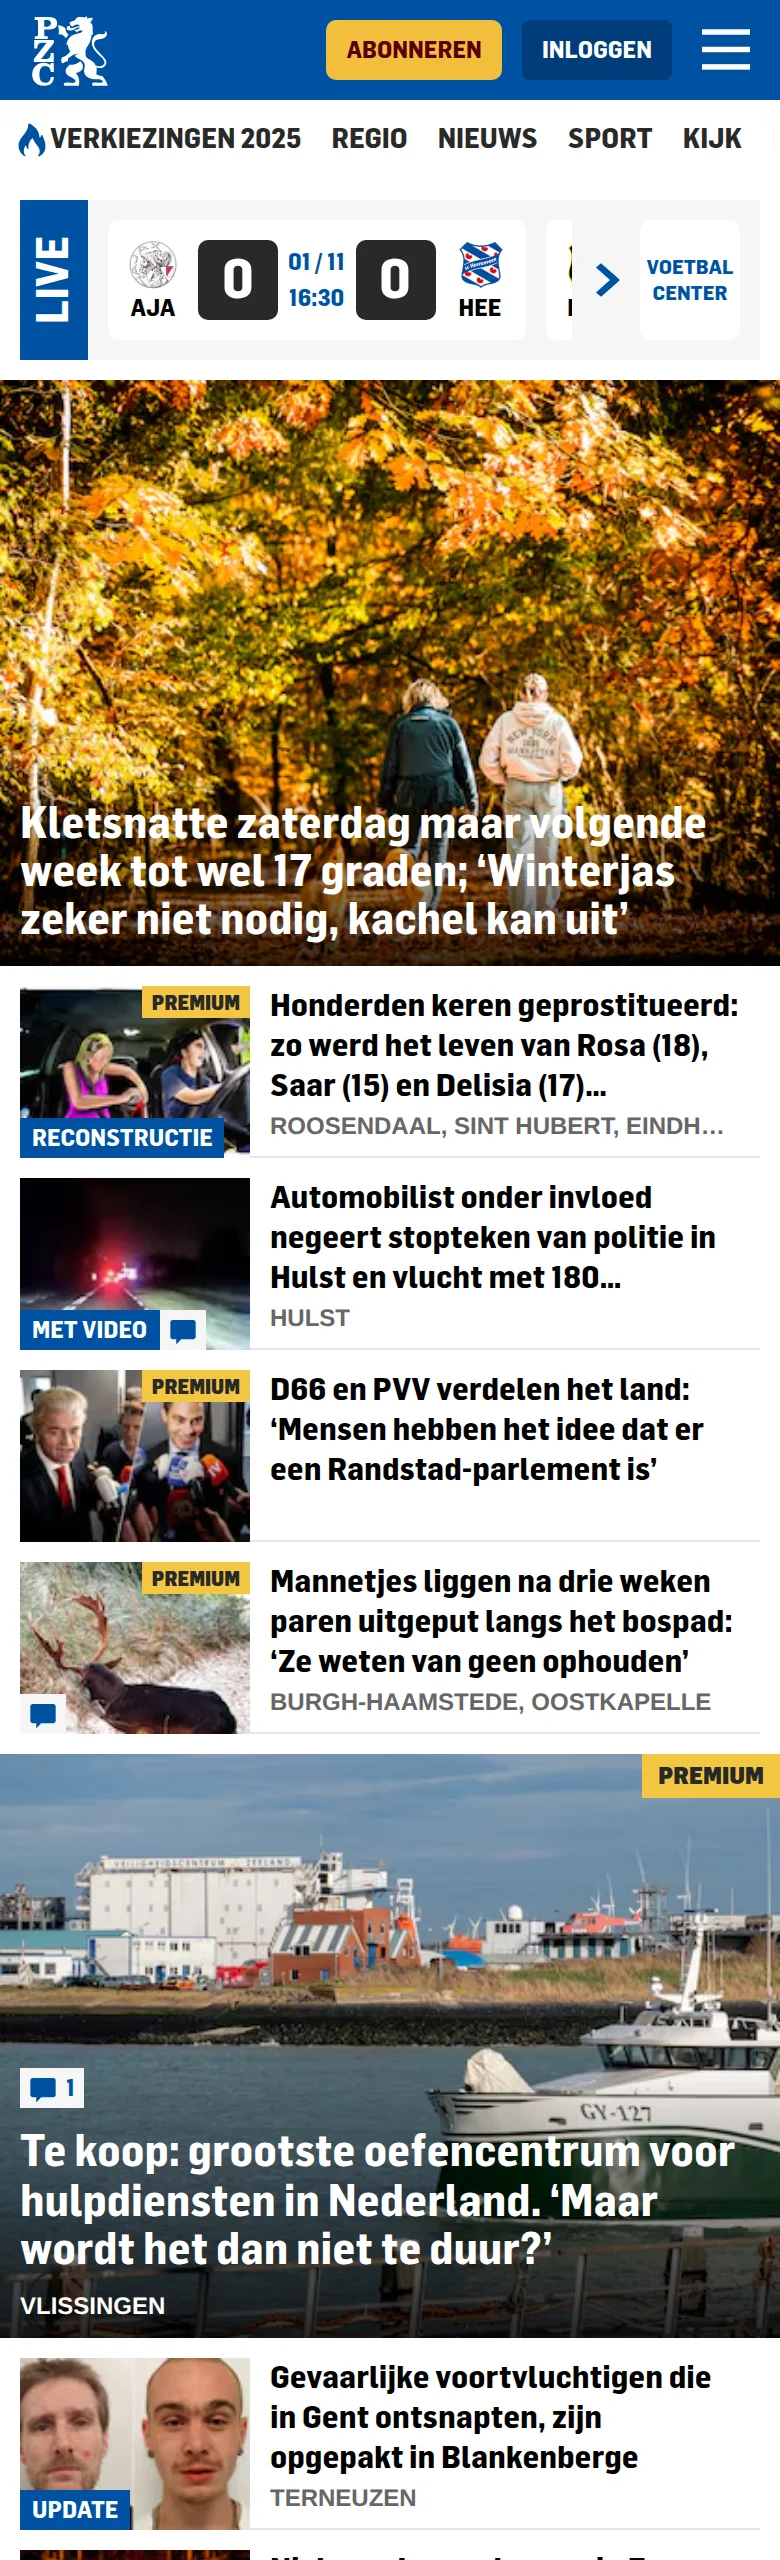 PZC
ABONNEREN
INLOGGEN
VERKIEZINGEN 2025 REGIO NIEUWS SPORT KIJK
LIVE
AJA
0
01 / 11
16:30
0
HEE
VOETBAL
CENTER
NEW YORK
MANHATTAN
Kletsnatte zaterdag maar volgende
week tot wel 17 graden; ‘Winterjas
zeker niet nodig, kachel kan uit’
PREMIUM
RECONSTRUCTIE
Honderden keren geprostitueerd:
zo werd het leven van Rosa (18),
Saar (15) en Delisia (17)...
ROOSENDAAL, SINT HUBERT, EINDH...
MET VIDEO
Automobilist onder invloed
negeert stopteken van politie in
Hulst en vlucht met 180...
HULST
PREMIUM
D66 en PVV verdelen het land:
‘Mensen hebben het idee dat er
een Randstad-parlement is’
PREMIUM
Mannetjes liggen na drie weken
paren uitgeput langs het bospad:
‘Ze weten van geen ophouden’
BURGH-HAAMSTEDE, OOSTKAPELLE
PREMIUM
VEILIGHEIDSCENTRUM ZEELAND
GY-127
1
Te koop: grootste oefencentrum voor
hulpdiensten in Nederland. ‘Maar
wordt het dan niet te duur?’
VLISSINGEN
UPDATE
Gevaarlijke voortvluchtigen die
in Gent ontsnapten, zijn
opgepakt in Blankenberge
TERNEUZEN